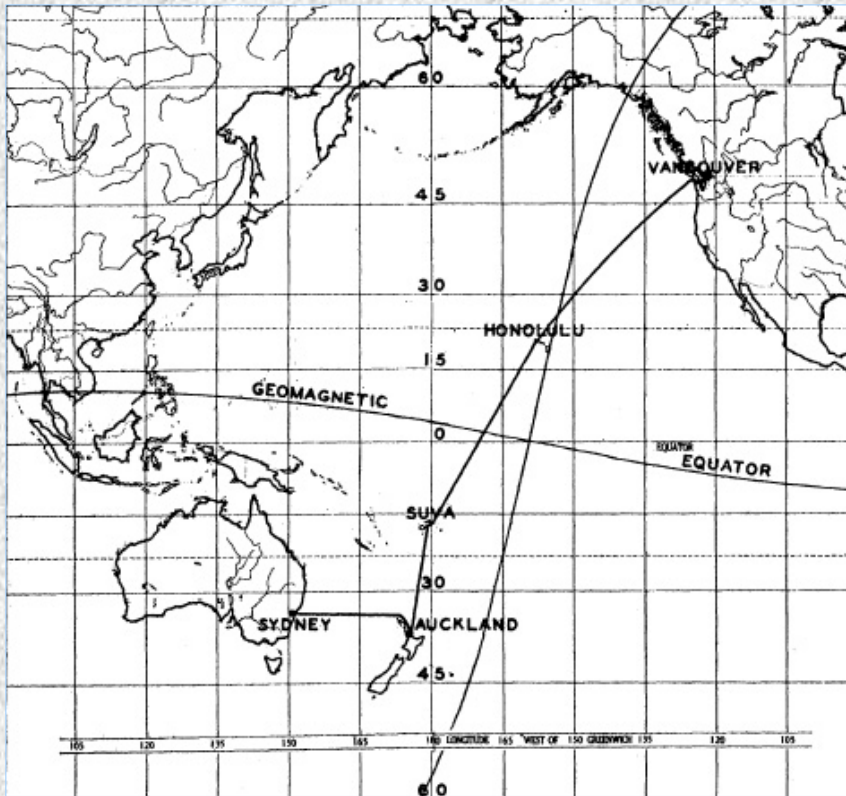 60
VANCOUVER
45
30
HONOLULU
15
GEOMAGNETIC
0
EQUATOR
EQUATOR
SUVA
30
SYDNEY
AUCKLAND
45
105 120 135 150 165 180 LONGITUDE 165 WEST OF 150 GREENWICH 135 120 105
60